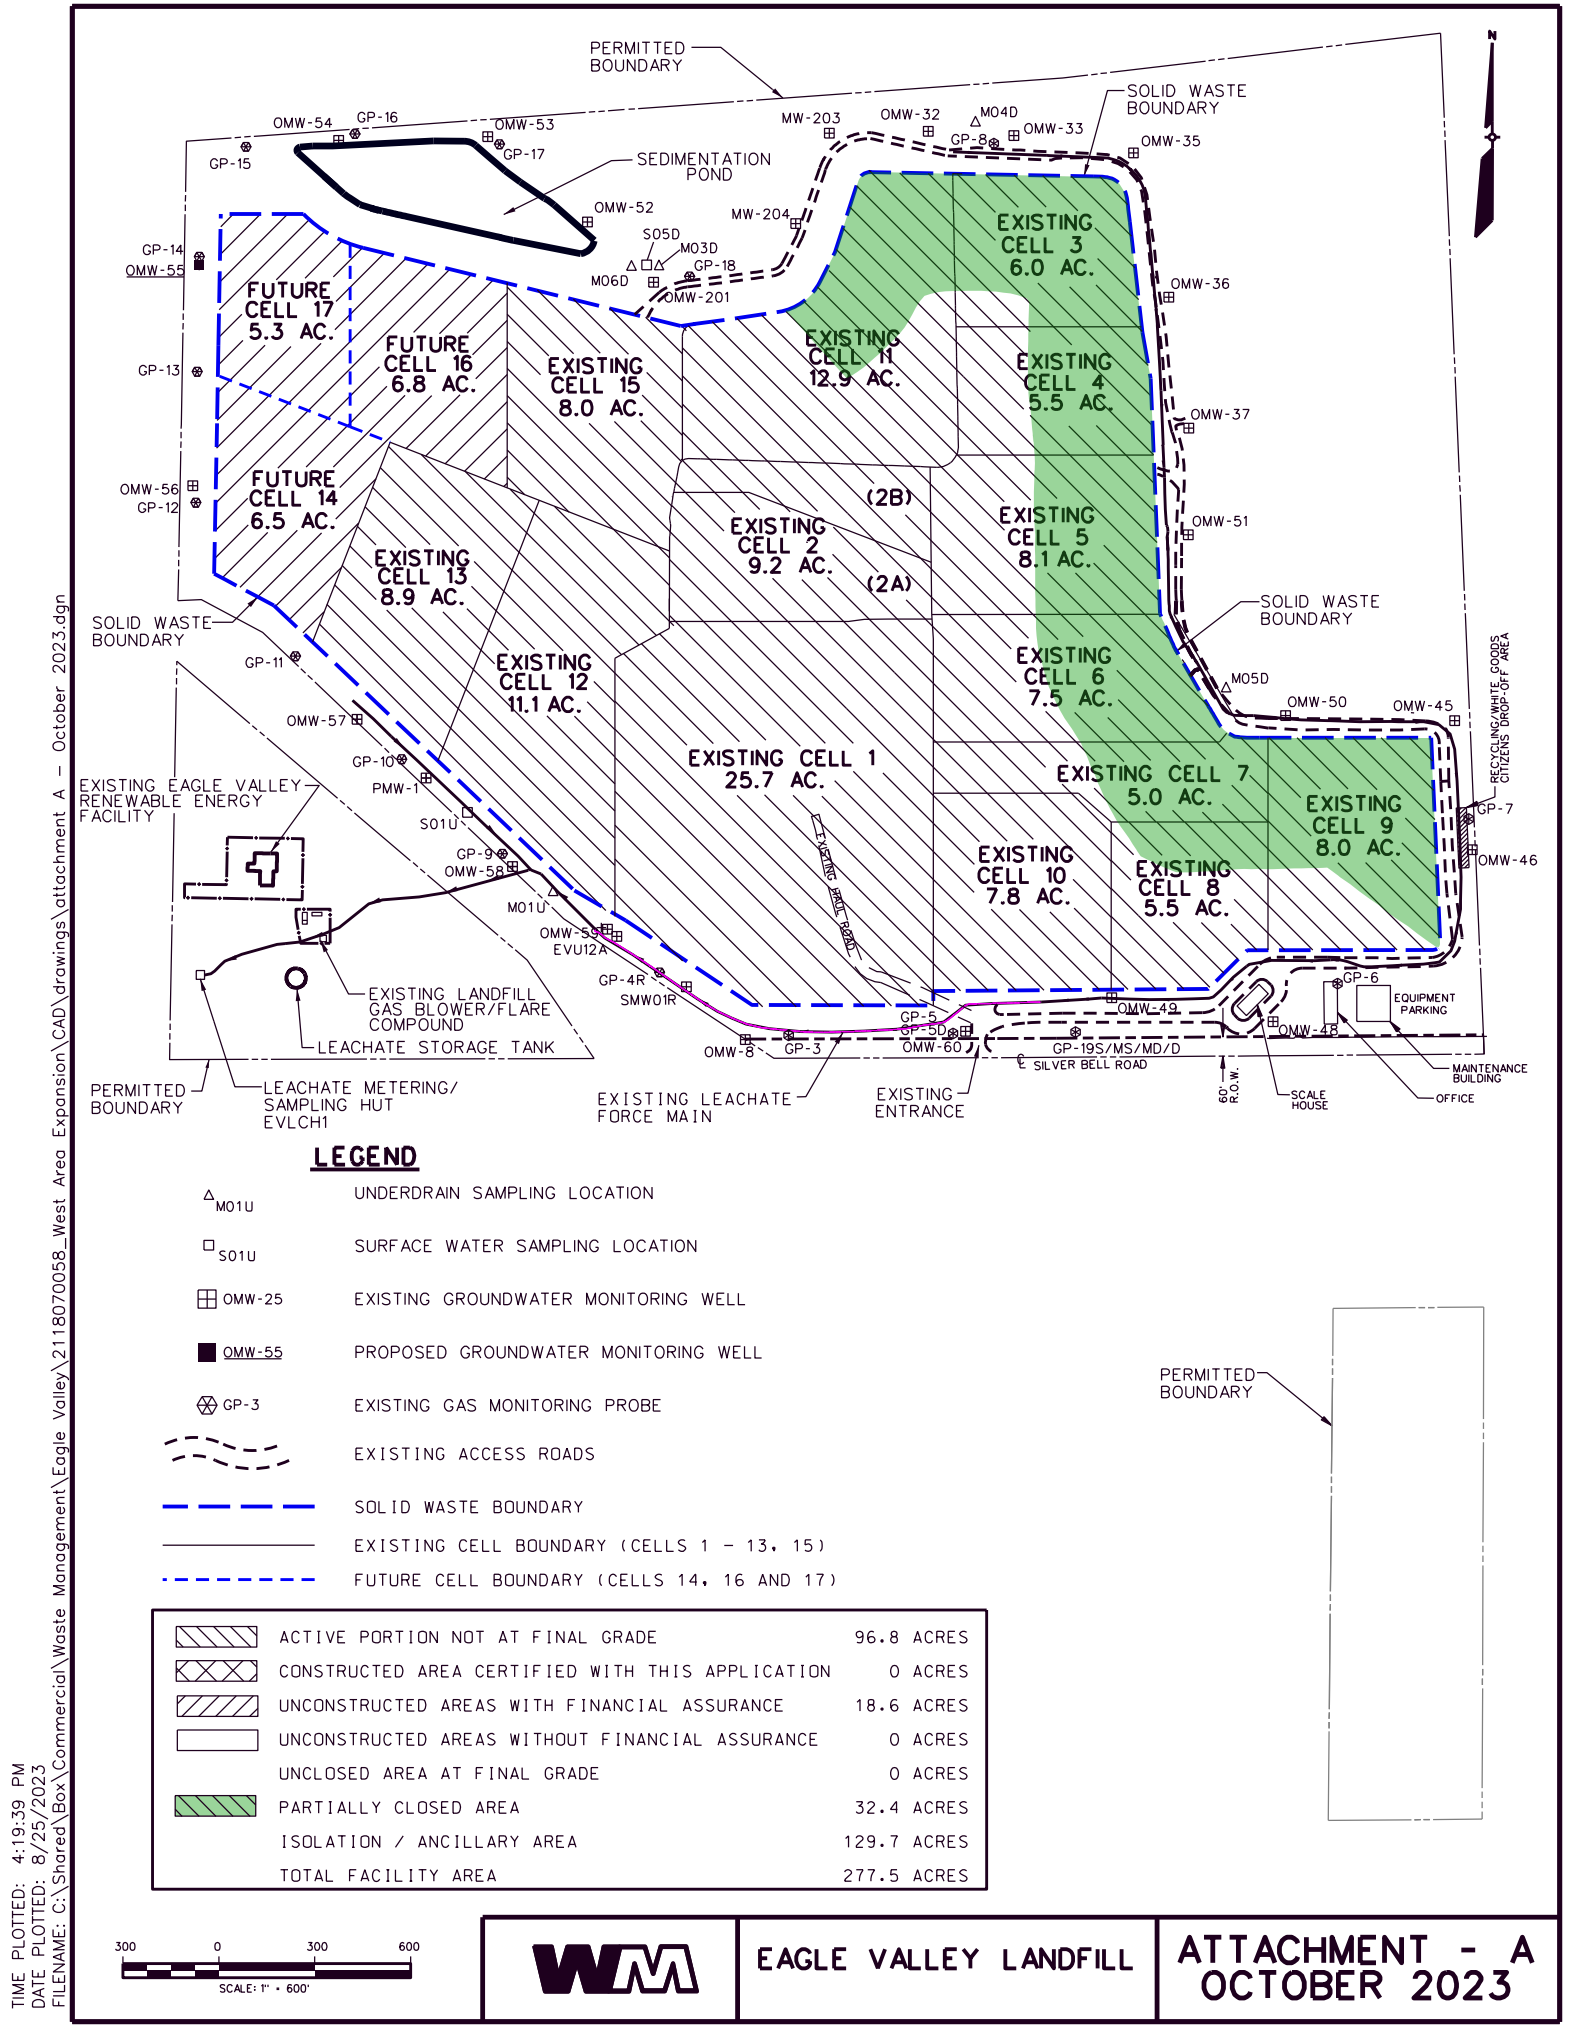 PERMITTED
BOUNDARY
N
SOLID WASTE
BOUNDARY
OMW-54
GP-16
OMW-53
GP-17
GP-15
MW-203
OMW-32
M04D
GP-8
OMW-33
OMW-35
SEDIMENTATION
POND
OMW-52
MW-204
S05D
M03D
GP-18
M06D
OMW-201
GP-14
OMW-55
EXISTING
CELL 3
6.0 AC.
OMW-36
FUTURE
CELL 17
5.3 AC.
FUTURE
CELL 16
6.8 AC.
EXISTING
CELL 15
8.0 AC.
EXISTING
CELL 11
12.9 AC.
EXISTING
CELL 4
5.5 AC.
GP-13
OMW-37
FUTURE
CELL 14
6.5 AC.
OMW-56
GP-12
(2B)
EXISTING
CELL 2
9.2 AC.
(2A)
EXISTING
CELL 5
8.1 AC.
OMW-51
EXISTING
CELL 13
8.9 AC.
SOLID WASTE
BOUNDARY
SOLID WASTE
BOUNDARY
GP-11
EXISTING
CELL 12
11.1 AC.
EXISTING
CELL 6
7.5 AC.
M05D
OMW-50
OMW-45
RECYCLING/WHITE GOODS
CITIZENS DROP-OFF AREA
OMW-57
GP-10
PMW-1
S01U
EXISTING EAGLE VALLEY
RENEWABLE ENERGY
FACILITY
EXISTING CELL 1
25.7 AC.
EXISTING CELL 7
5.0 AC.
EXISTING
CELL 9
8.0 AC.
GP-7
OMW-46
EXISTING HAUL ROAD
EXISTING
CELL 10
7.8 AC.
EXISTING
CELL 8
5.5 AC.
GP-9
OMW-58
M01U
OMW-59
EVU12A
GP-4R
SMW01R
EXISTING LANDFILL
GAS BLOWER/FLARE
COMPOUND
LEACHATE STORAGE TANK
LEACHATE METERING/
SAMPLING HUT
EVLCH1
PERMITTED
BOUNDARY
OMW-8
GP-3
GP-5
GP-5D
OMW-60
OMW-49
GP-19S/MS/MD/D
SILVER BELL ROAD
EXISTING LEACHATE
FORCE MAIN
EXISTING
ENTRANCE
60'
R.O.W.
OMW-48
GP-6
EQUIPMENT
PARKING
SCALE
HOUSE
MAINTENANCE
BUILDING
OFFICE
LEGEND
M01U UNDERDRAIN SAMPLING LOCATION
S01U SURFACE WATER SAMPLING LOCATION
OMW-25 EXISTING GROUNDWATER MONITORING WELL
OMW-55 PROPOSED GROUNDWATER MONITORING WELL
GP-3 EXISTING GAS MONITORING PROBE
EXISTING ACCESS ROADS
SOLID WASTE BOUNDARY
EXISTING CELL BOUNDARY (CELLS 1 - 13, 15)
FUTURE CELL BOUNDARY (CELLS 14, 16 AND 17)
PERMITTED
BOUNDARY
ACTIVE PORTION NOT AT FINAL GRADE 96.8 ACRES
CONSTRUCTED AREA CERTIFIED WITH THIS APPLICATION 0 ACRES
UNCONSTRUCTED AREAS WITH FINANCIAL ASSURANCE 18.6 ACRES
UNCONSTRUCTED AREAS WITHOUT FINANCIAL ASSURANCE 0 ACRES
UNCLOSED AREA AT FINAL GRADE 0 ACRES
PARTIALLY CLOSED AREA 32.4 ACRES
ISOLATION / ANCILLARY AREA 129.7 ACRES
TOTAL FACILITY AREA 277.5 ACRES
300 0 300 600
SCALE: 1" = 600'
WM
EAGLE VALLEY LANDFILL
ATTACHMENT - A
OCTOBER 2023
TIME PLOTTED: 4:19:39 PM
DATE PLOTTED: 8/25/2023
FILENAME: C:\Shared\Box\Commercial\Waste Management\Eagle Valley\2118070058_West Area Expansion\CAD\drawings\attachment A - October 2023.dgn